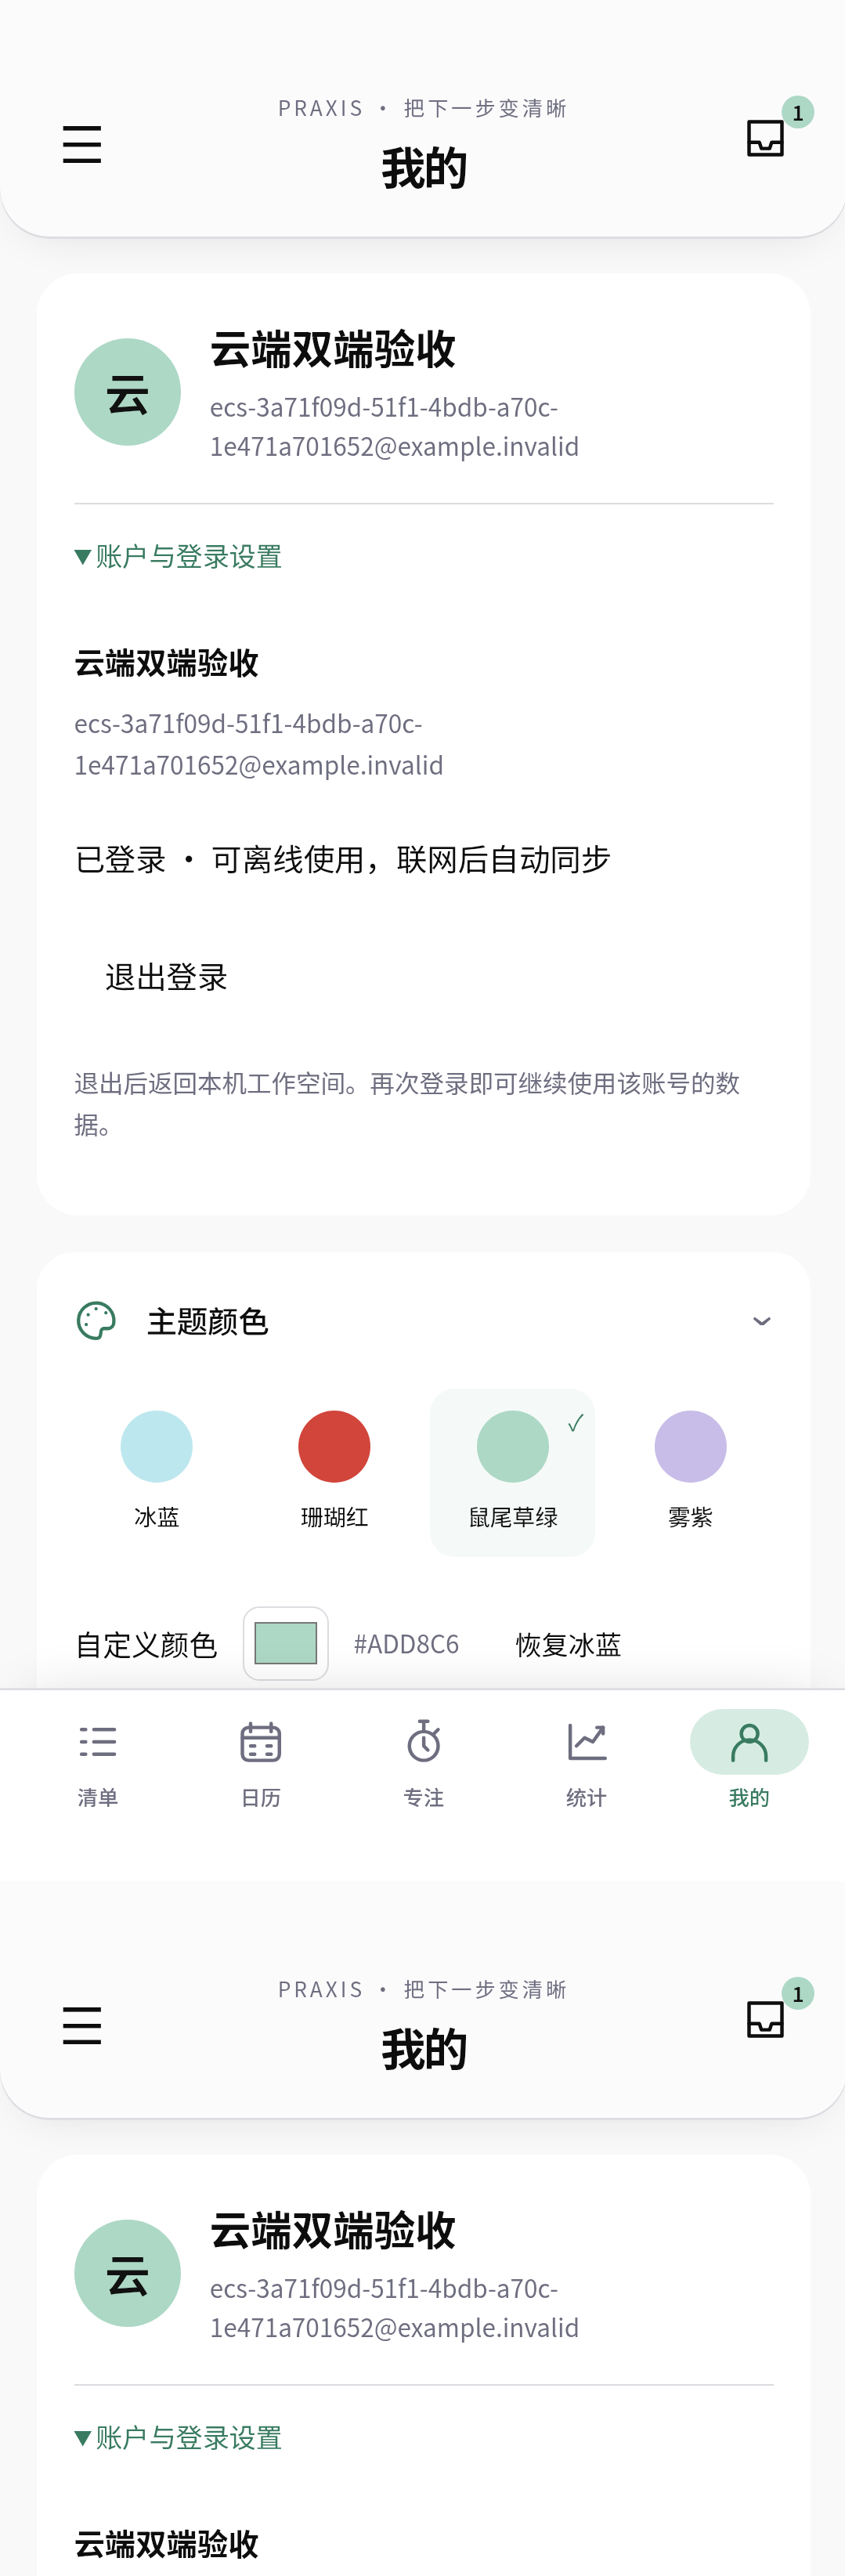 PRAXIS · 把下一步变清晰
1
我的
云
云端双端验收
ecs-3a71f09d-51f1-4bdb-a70c-
1e471a701652@example.invalid
▼账户与登录设置
云端双端验收
ecs-3a71f09d-51f1-4bdb-a70c-
1e471a701652@example.invalid
已登录 · 可离线使用，联网后自动同步
退出登录
退出后返回本机工作空间。再次登录即可继续使用该账号的数
据。
主题颜色
✓
冰蓝 珊瑚红 鼠尾草绿 雾紫
自定义颜色 #ADD8C6 恢复冰蓝
清单 日历 专注 统计 我的
PRAXIS · 把下一步变清晰
1
我的
云
云端双端验收
ecs-3a71f09d-51f1-4bdb-a70c-
1e471a701652@example.invalid
▼账户与登录设置
云端双端验收